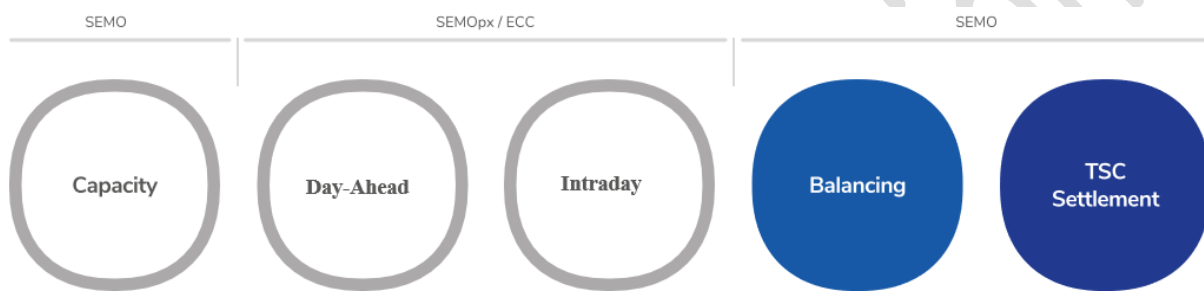 SEMO
SEMOpx / ECC
SEMO
Capacity
Day-Ahead
Intraday
Balancing
TSC
Settlement